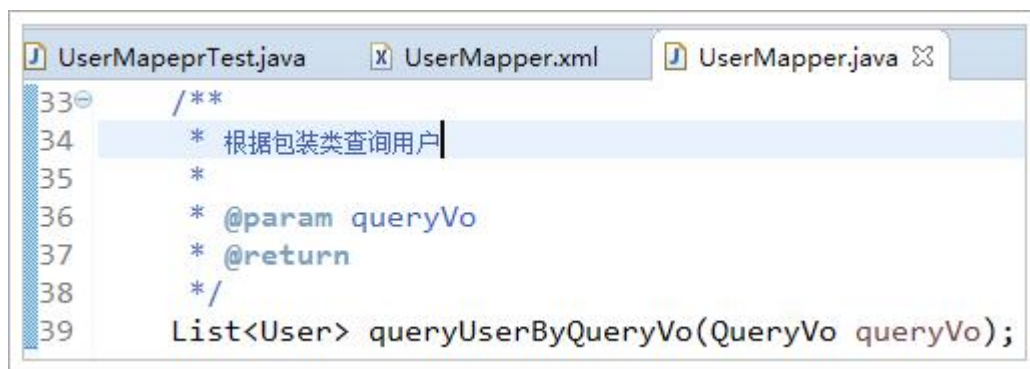 UserMapeprTest.java UserMapper.xml UserMapper.java
33 /**
34 * 根据包装类查询用户
35 *
36 * @param queryVo
37 * @return
38 */
39 List<User> queryUserByQueryVo(QueryVo queryVo);